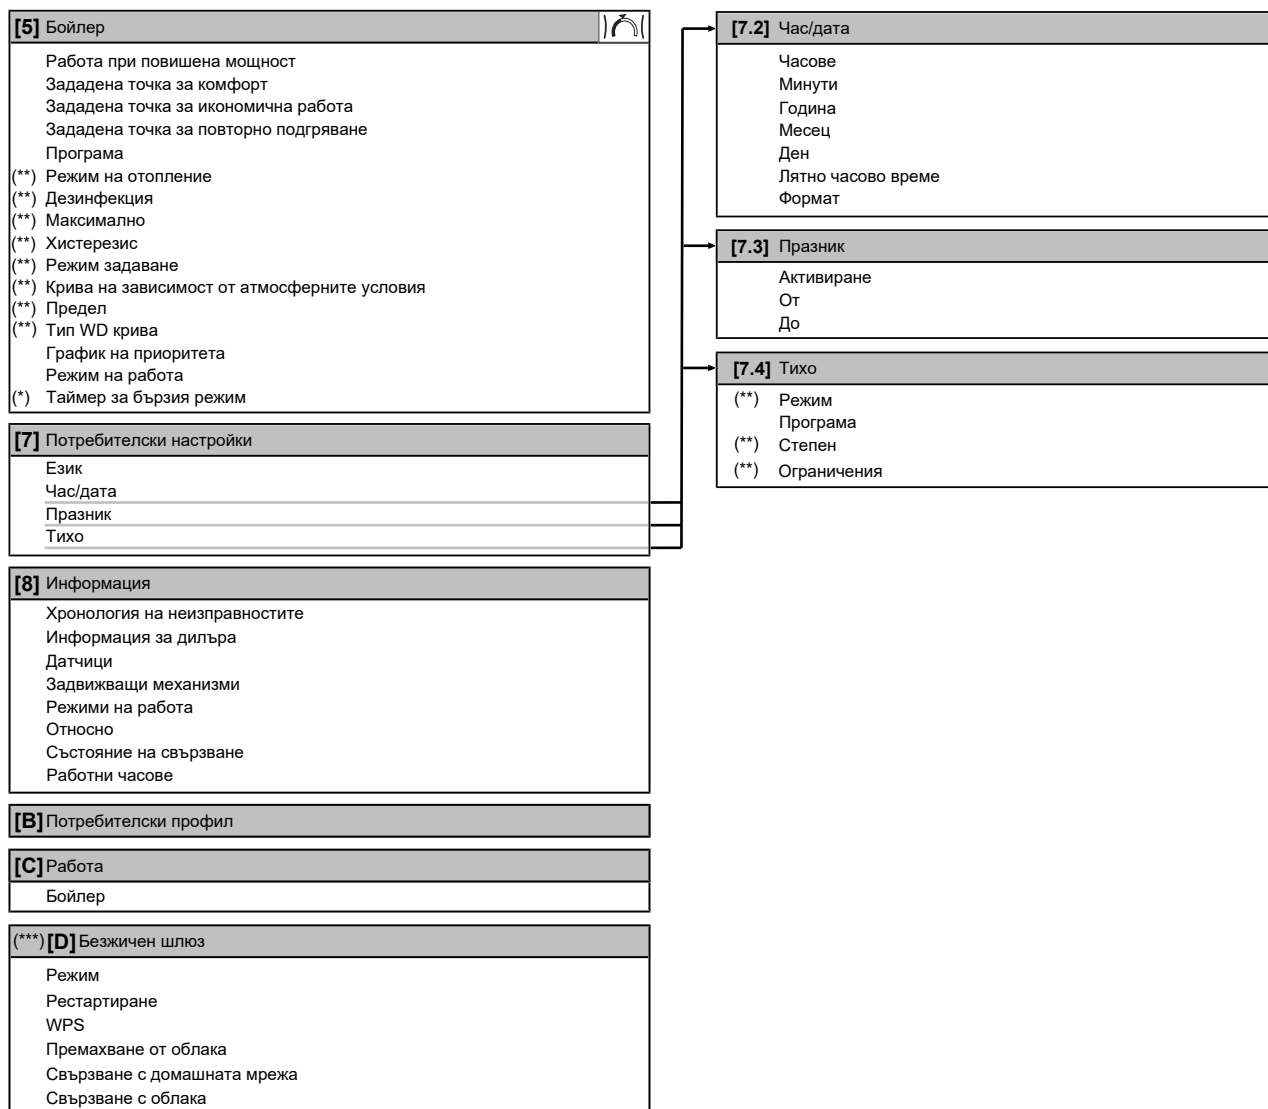 [5] Бойлер
Работа при повишена мощност
Зададена точка за комфорт
Зададена точка за икономична работа
Зададена точка за повторно подгряване
Програма
(**) Режим на отопление
(**) Дезинфекция
(**) Максимално
(**) Хистерезис
(**) Режим задаване
(**) Крива на зависимост от атмосферните условия
(**) Предел
(**) Тип WD крива
График на приоритета
Режим на работа
(*) Таймер за бързия режим
[7] Потребителски настройки
Език
Час/дата
Празник
Тихо
[8] Информация
Хронология на неизправностите
Информация за дилъра
Датчици
Задвижващи механизми
Режими на работа
Относно
Състояние на свързване
Работни часове
[B] Потребителски профил
[C] Работа
Бойлер
(***) [D] Безжичен шлюз
Режим
Рестартиране
WPS
Премахване от облака
Свързване с домашната мрежа
Свързване с облака
[7.2] Час/дата
Часове
Минути
Година
Месец
Ден
Лятно часово време
Формат
[7.3] Празник
Активиране
От
До
[7.4] Тихо
(**) Режим
Програма
(**) Степен
(**) Ограничения